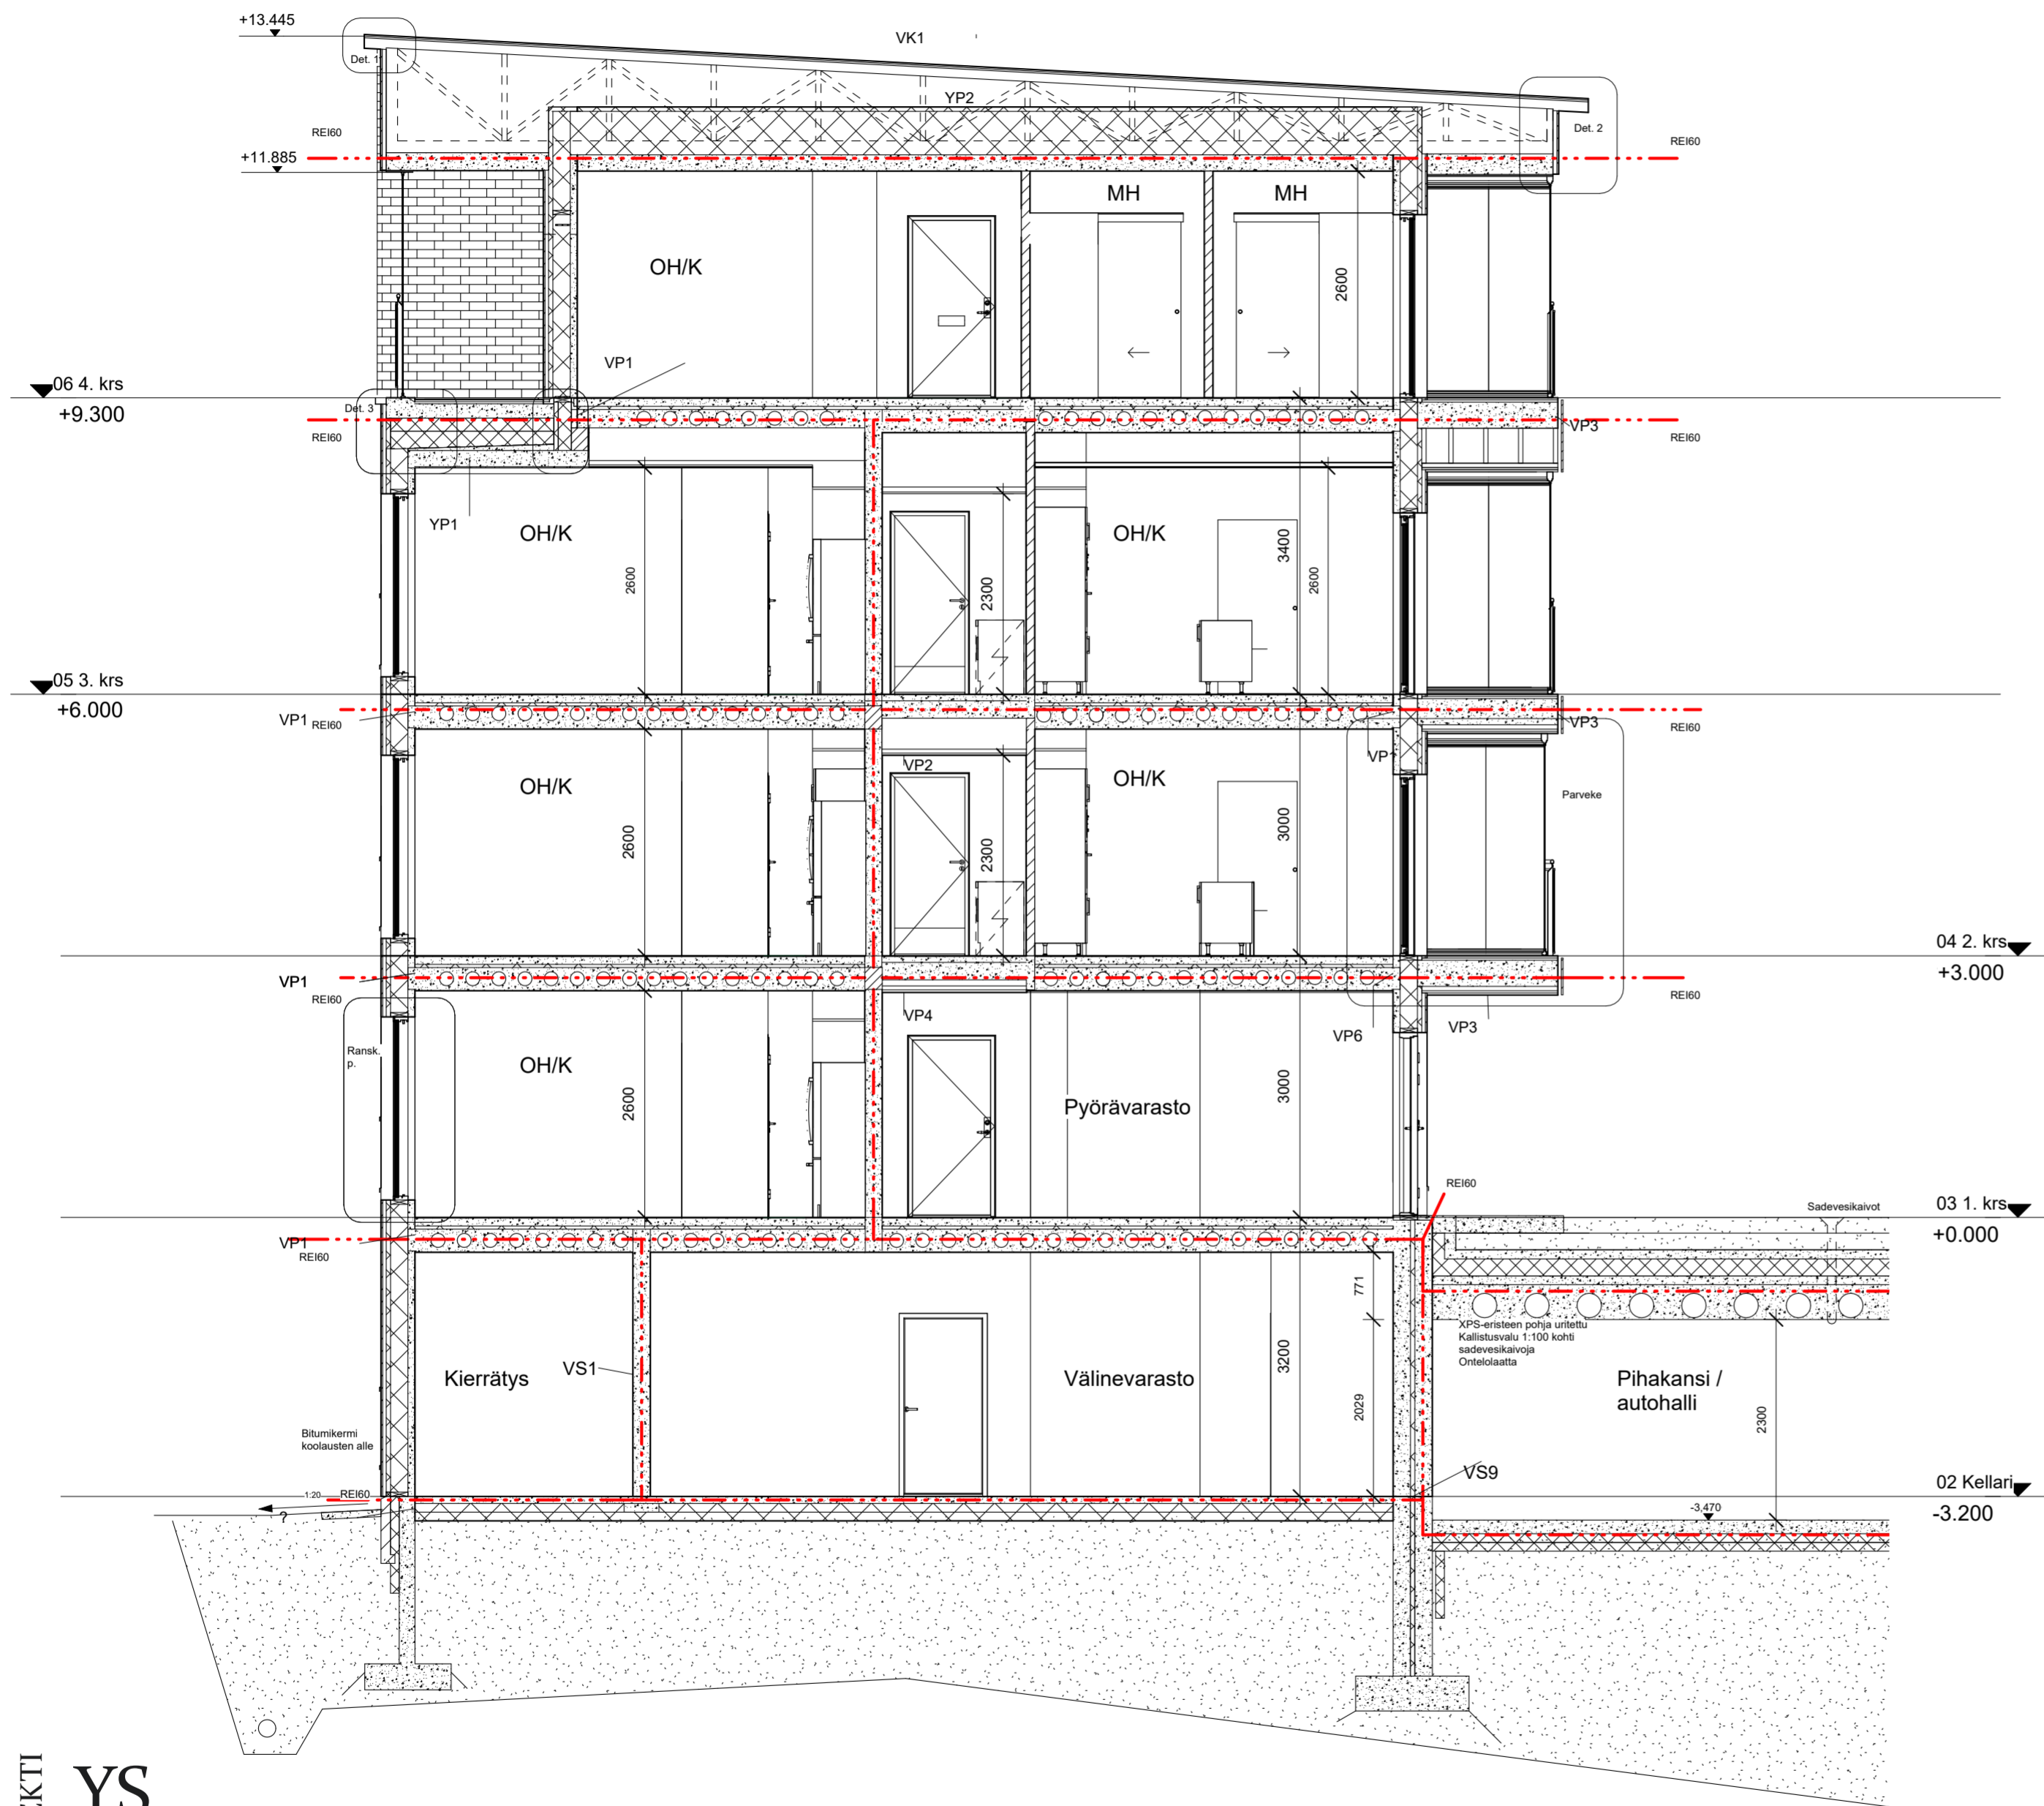 +13.445
VK1
Det. 1
YP2
Det. 2
REI60
REI60
+11.885
MH
MH
OH/K
2600
VP1
06 4. krs
+9.300
Det. 3
REI60
VP3
REI60
YP1
OH/K
OH/K
2600
2300
3400
2600
05 3. krs
+6.000
VP1
REI60
VP3
REI60
VP2
VP
OH/K
OH/K
Parveke
2600
2300
3000
04 2. krs
+3.000
VP1
REI60
REI60
VP4
VP6
VP3
Ransk.
p.
OH/K
2600
Pyörävarasto
3000
REI60
Sadevesikaivot
03 1. krs
+0.000
VP1
REI60
771
XPS-eristeen pohja uritettu
Kallistusvalu 1:100 kohti
sadevesikaivoja
Ontelolaatta
Kierrätys
VS1
Välinevarasto
3200
2029
Pihakansi /
autohalli
2300
Bitumikermi
koolausten alle
VS9
02 Kellari
-3.200
1:20
REI60
?
-3,470
YS